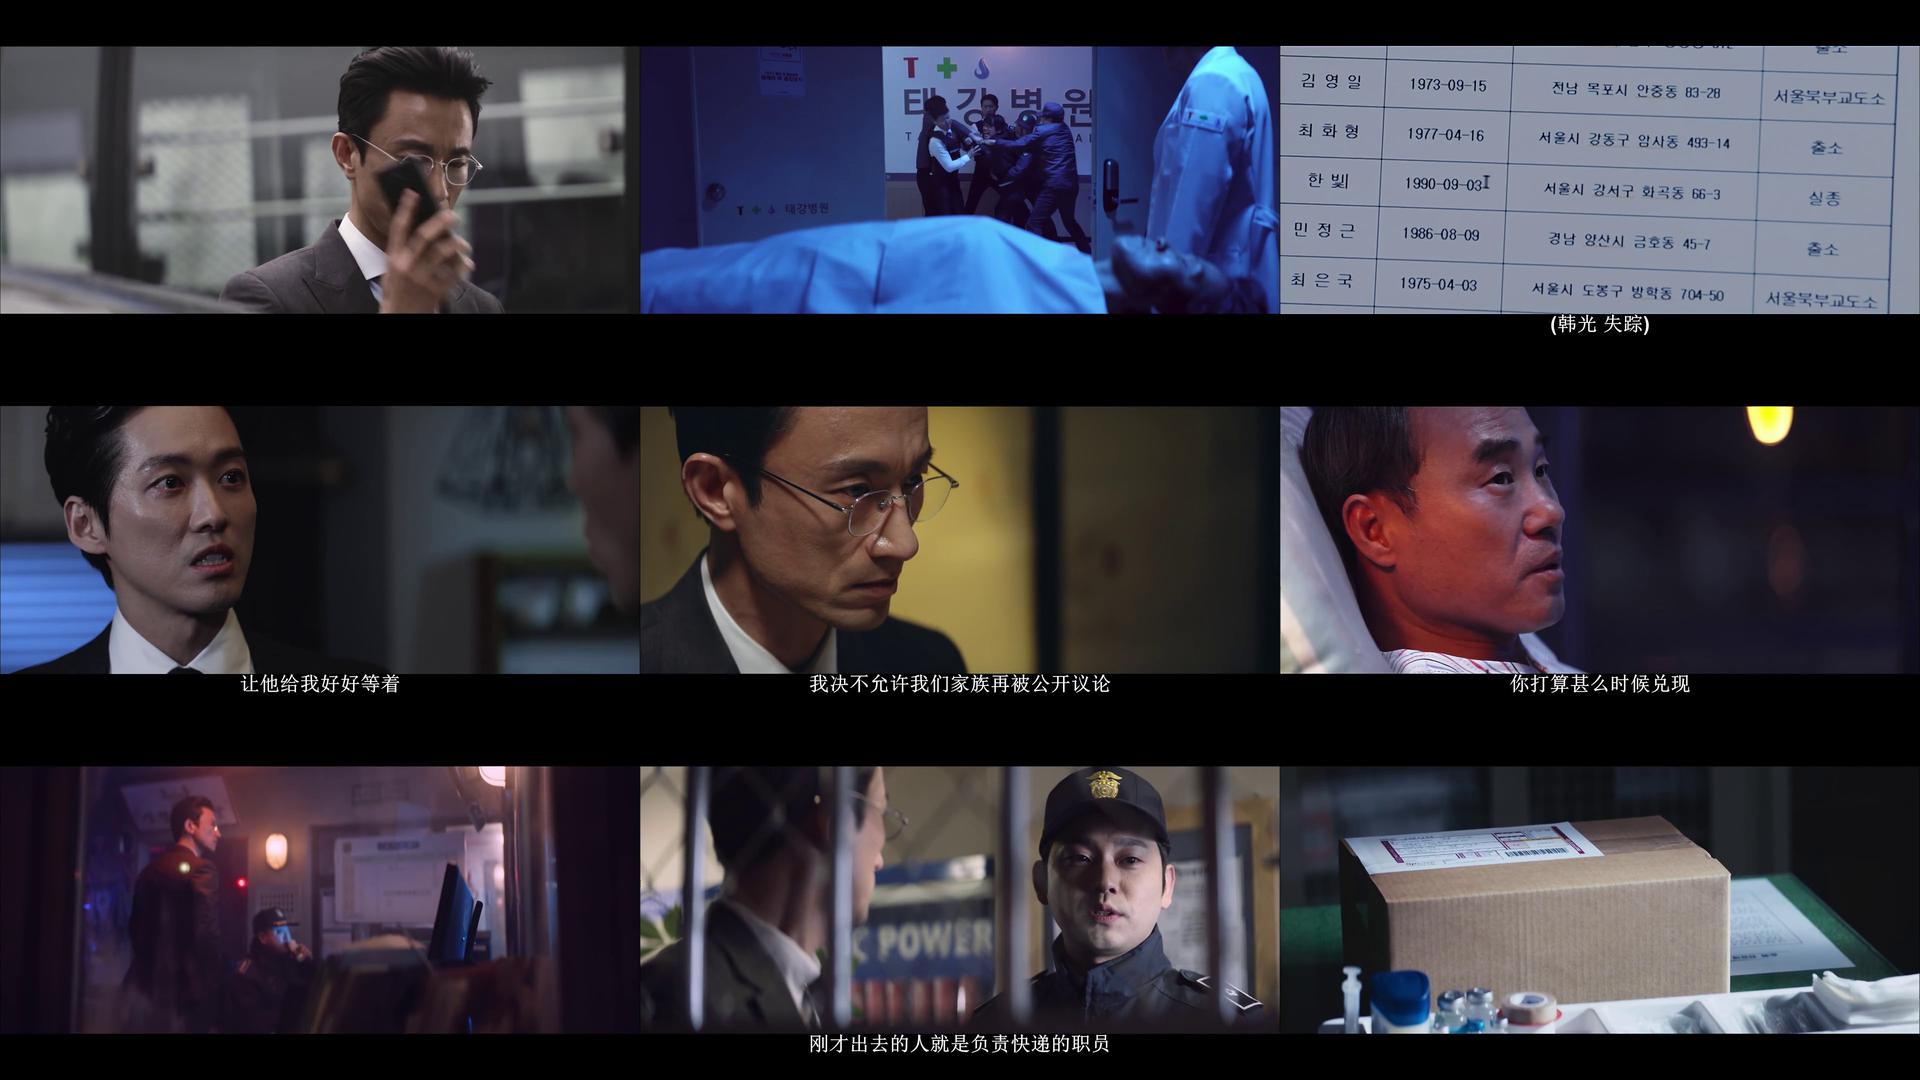 태강병원
T
태강병원
출소
김영일 1973-09-15 전남 목포시 안중동 83-28 서울북부교도소
최화형 1977-04-16 서울시 강동구 암사동 493-14 출소
한빛 1990-09-03 서울시 강서구 화곡동 66-3 실종
민정근 1986-08-09 경남 양산시 금호동 45-7 출소
최은국 1975-04-03 서울시 도봉구 방학동 704-50 서울북부교도소
(韩光 失踪)
让他给我好好等着
我决不允许我们家族再被公开议论
你打算甚么时候兑现
POWER
刚才出去的人就是负责快递的职员